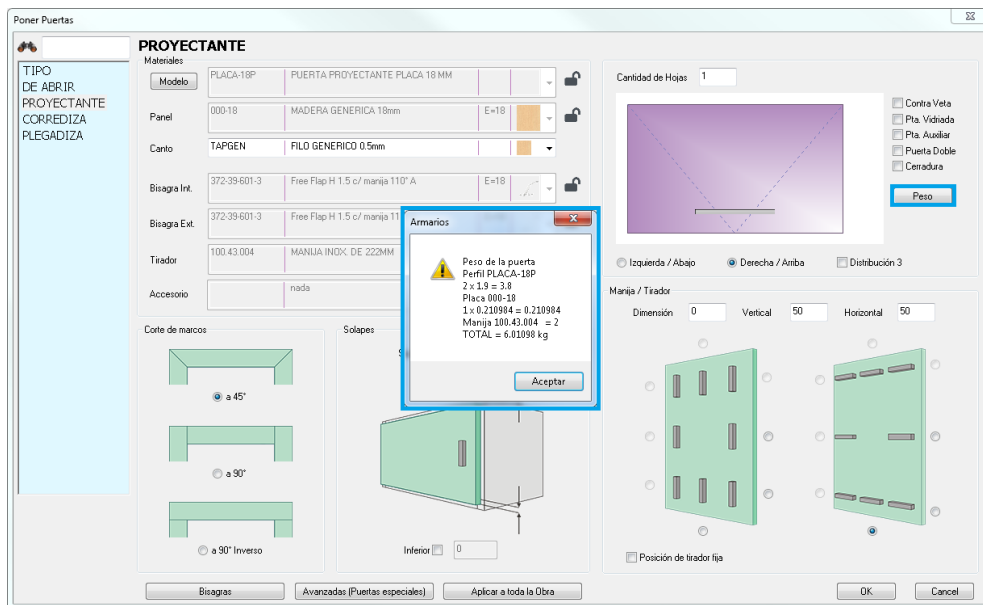 Poner Puertas
PROYECTANTE
TIPO
DE ABRIR
PROYECTANTE
CORREDIZA
PLEGADIZA
Materiales
Modelo PLACA-18P PUERTA PROYECTANTE PLACA 18 MM
Panel 000-18 MADERA GENERICA 18mm E=18
Canto TAPGEN FILO GENERICO 0.5mm
Bisagra Int. 372-39-601-3 Free Flap H 1.5 c/ manija 110° A E=18
Bisagra Ext. 372-39-601-3 Free Flap H 1.5 c/ manija 11
Tirador 100.43.004 MANIJA INOX. DE 222MM
Accesorio nada
Corte de marcos
a 45°
a 90°
a 90° Inverso
Solapes
Inferior 0
Armarios
Peso de la puerta
Perfil PLACA-18P
2 x 1.9 = 3.8
Placa 000-18
1 x 0.210984 = 0.210984
Manija 100.43.004 = 2
TOTAL = 6.01098 kg
Aceptar
Cantidad de Hojas 1
Contra Veta
Pta. Vidriada
Pta. Auxiliar
Puerta Doble
Cerradura
Peso
Izquierda / Abajo Derecha / Arriba Distribución 3
Manija / Tirador
Dimensión 0 Vertical 50 Horizontal 50
Posición de tirador fija
Bisagras Avanzadas (Puertas especiales) Aplicar a toda la Obra OK Cancel